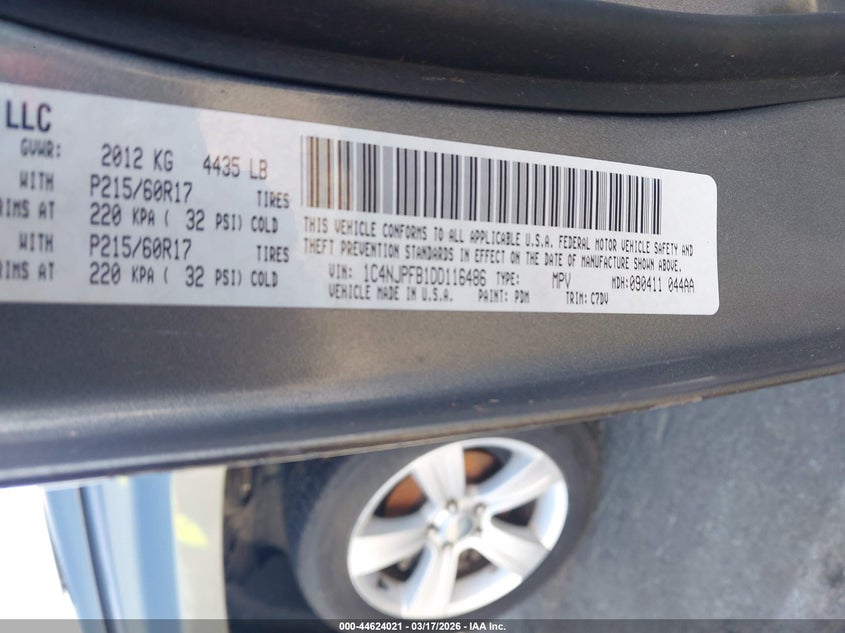 LLC
GVWR: 2012 KG 4435 LB
WITH P215/60R17 TIRES
RIMS AT 220 KPA ( 32 PSI) COLD
WITH P215/60R17 TIRES
RIMS AT 220 KPA ( 32 PSI) COLD
THIS VEHICLE CONFORMS TO ALL APPLICABLE U.S.A. FEDERAL MOTOR VEHICLE SAFETY AND
THEFT PREVENTION STANDARDS IN EFFECT ON THE DATE OF MANUFACTURE SHOWN ABOVE.
VIN: 1C4NJPFB1DD116486 TYPE: MPV MDH:090411 044AA
VEHICLE MADE IN U.S.A. PAINT: PDM TRIM: C7DV
000-44624021 — 03/17/2026 — IAA Inc.